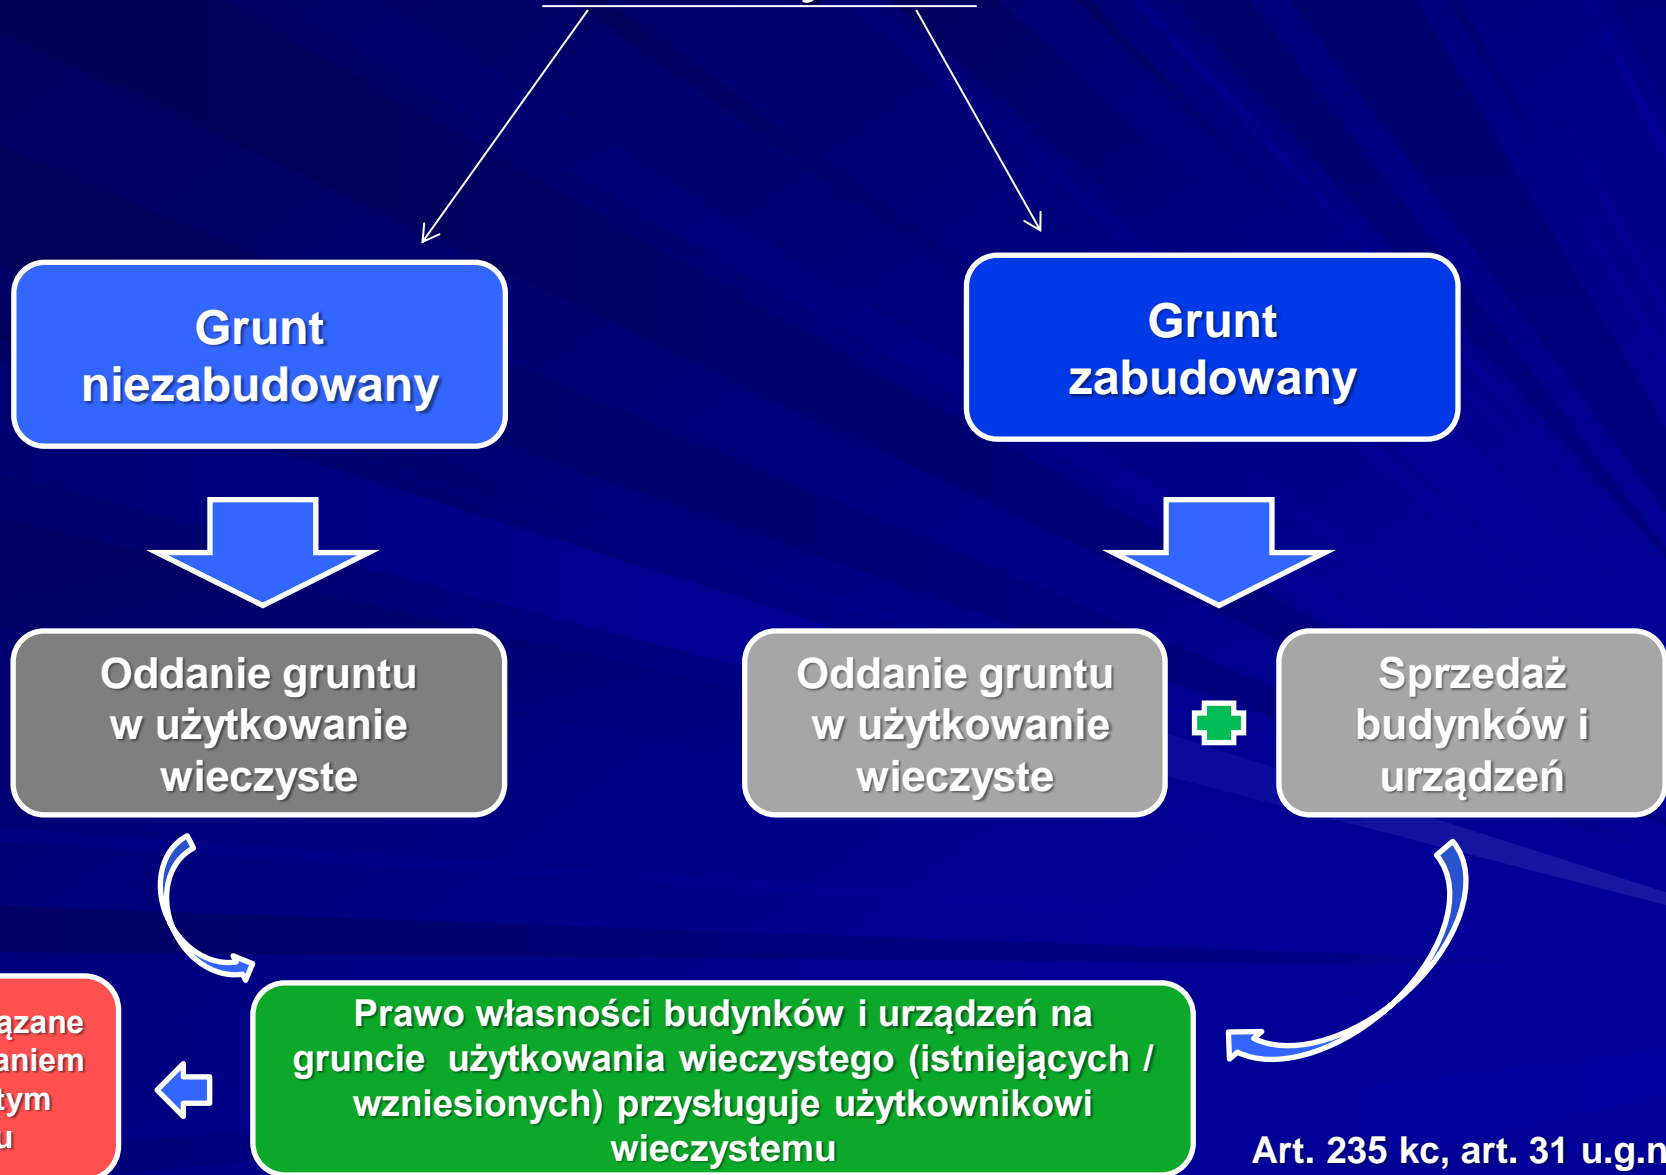 Grunt
niezabudowany
Grunt
zabudowany
Oddanie gruntu
w użytkowanie
wieczyste
Oddanie gruntu
w użytkowanie
wieczyste
Sprzedaż
budynków i
urządzeń
Prawo własności budynków i urządzeń na
gruncie użytkowania wieczystego (istniejących /
wzniesionych) przysługuje użytkownikowi
wieczystemu
Art. 235 kc, art. 31 u.g.n